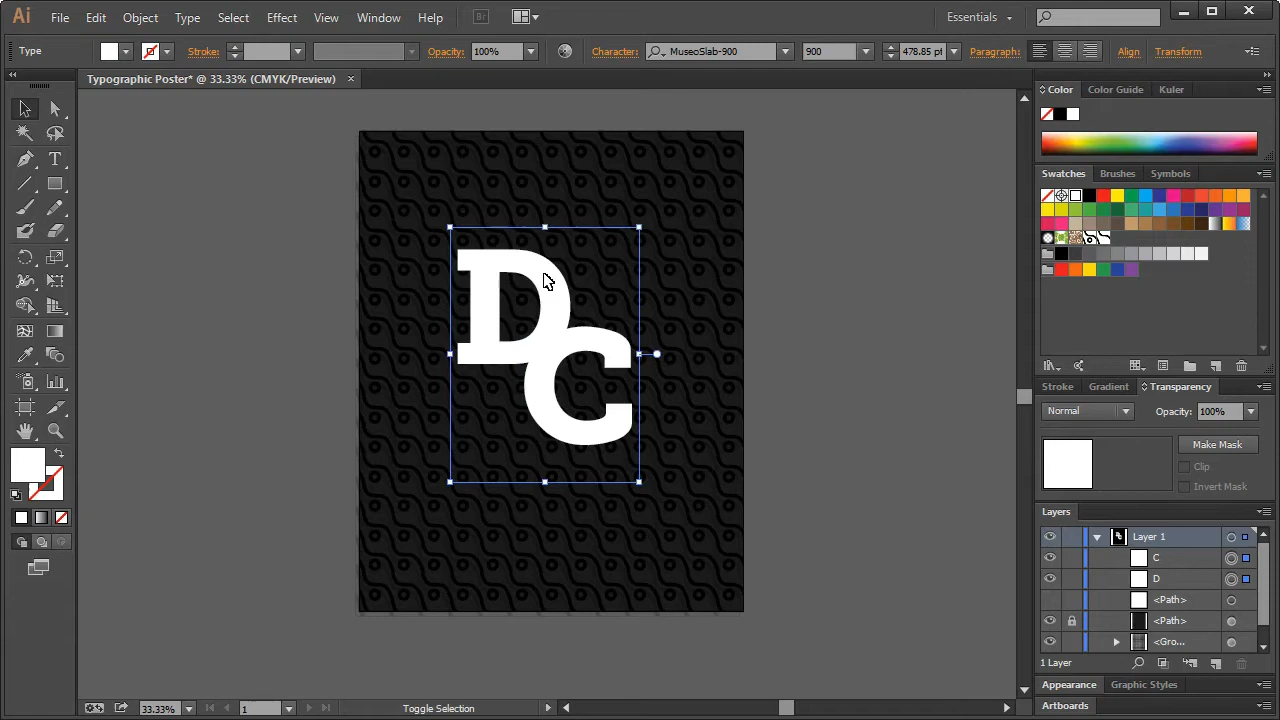 Ai File Edit Object Type Select Effect View Window Help Br Essentials
Type Stroke: Opacity: 100% Character: MuseoSlab-900 900 478.85 pt Paragraph: Align Transform
Typographic Poster* @ 33.33% (CMYK/Preview)
Color Color Guide Kuler
Swatches Brushes Symbols
T
D
C
Stroke Gradient Transparency
Normal Opacity: 100%
Make Mask
Clip
Invert Mask
Layers
Layer 1
C
D
<Path>
<Path>
<Gro...
1 Layer
Appearance Graphic Styles
Artboards
33.33% 1 Toggle Selection